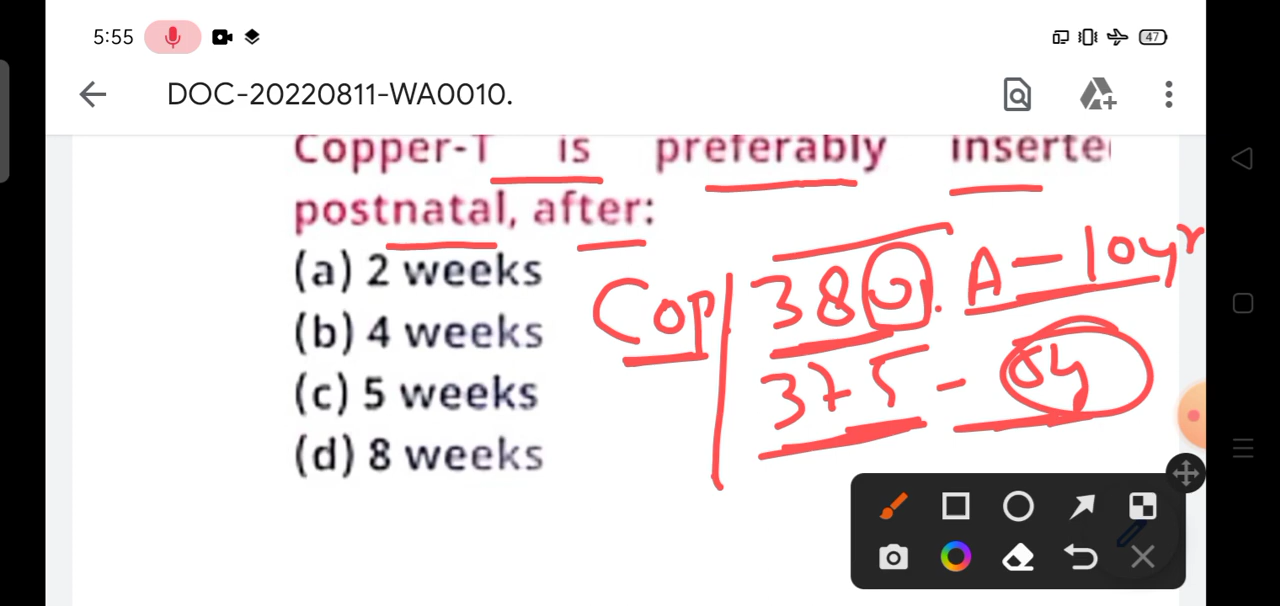 5:55
47
DOC-20220811-WA0010.
Copper-T is preferably inserte
postnatal, after:
(a) 2 weeks
(b) 4 weeks
(c) 5 weeks
(d) 8 weeks
Cop
380. A - 10yr
375 -